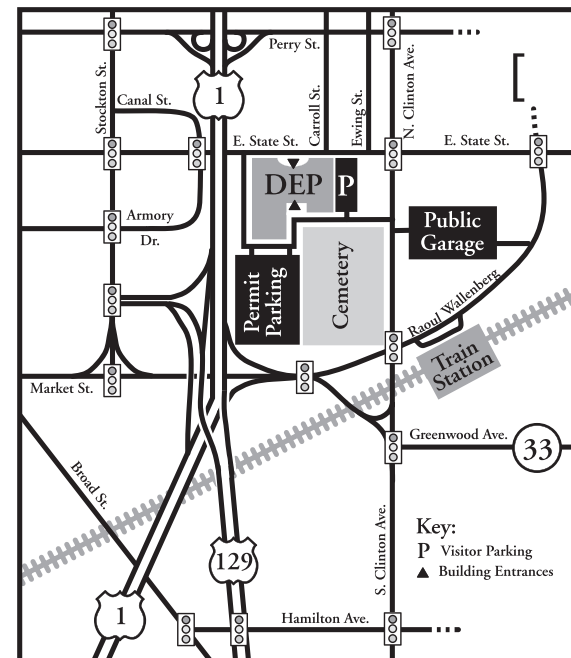 Perry St.
Stockton St.
Canal St.
1
Carroll St.
Ewing St.
N. Clinton Ave.
E. State St.
E. State St.
DEP
P
Armory
Dr.
Public
Garage
Permit
Parking
Cemetery
Raoul Wallenberg
Train
Station
Market St.
Greenwood Ave.
33
Broad St.
S. Clinton Ave.
Key:
P Visitor Parking
Building Entrances
129
1
Hamilton Ave.